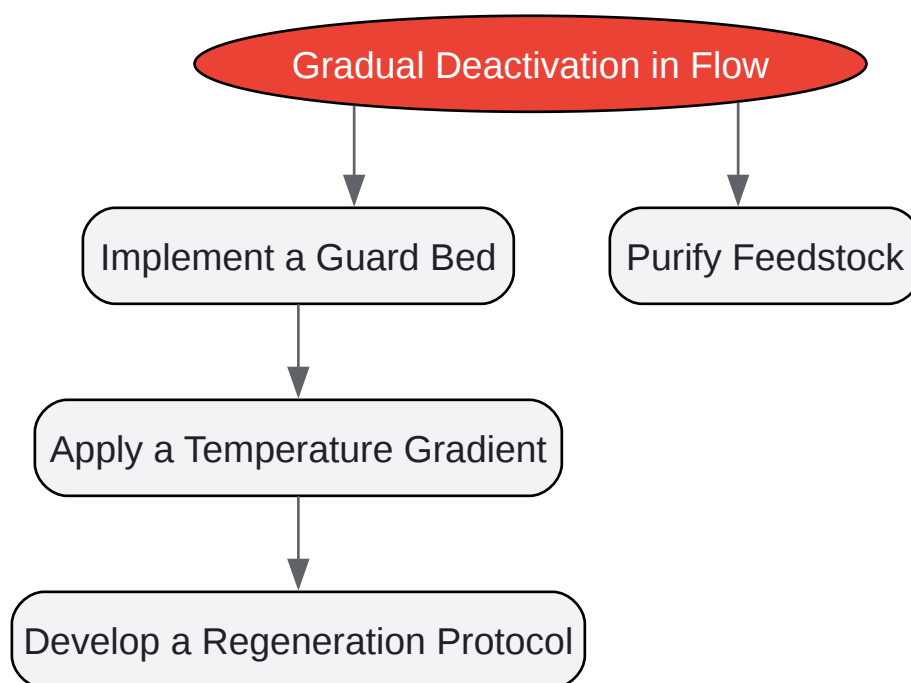 Gradual Deactivation in Flow
Implement a Guard Bed
Purify Feedstock
Apply a Temperature Gradient
Develop a Regeneration Protocol